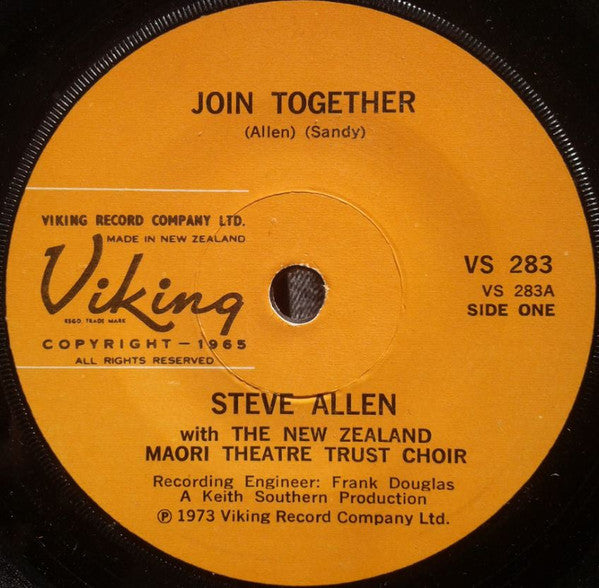 JOIN TOGETHER
(Allen) (Sandy)
VIKING RECORD COMPANY LTD.
MADE IN NEW ZEALAND
Viking
REGD. TRADE MARK
COPYRIGHT-1965
ALL RIGHTS RESERVED
VS 283
VS 283A
SIDE ONE
STEVE ALLEN
with THE NEW ZEALAND
MAORI THEATRE TRUST CHOIR
Recording Engineer: Frank Douglas
A Keith Southern Production
℗ 1973 Viking Record Company Ltd.